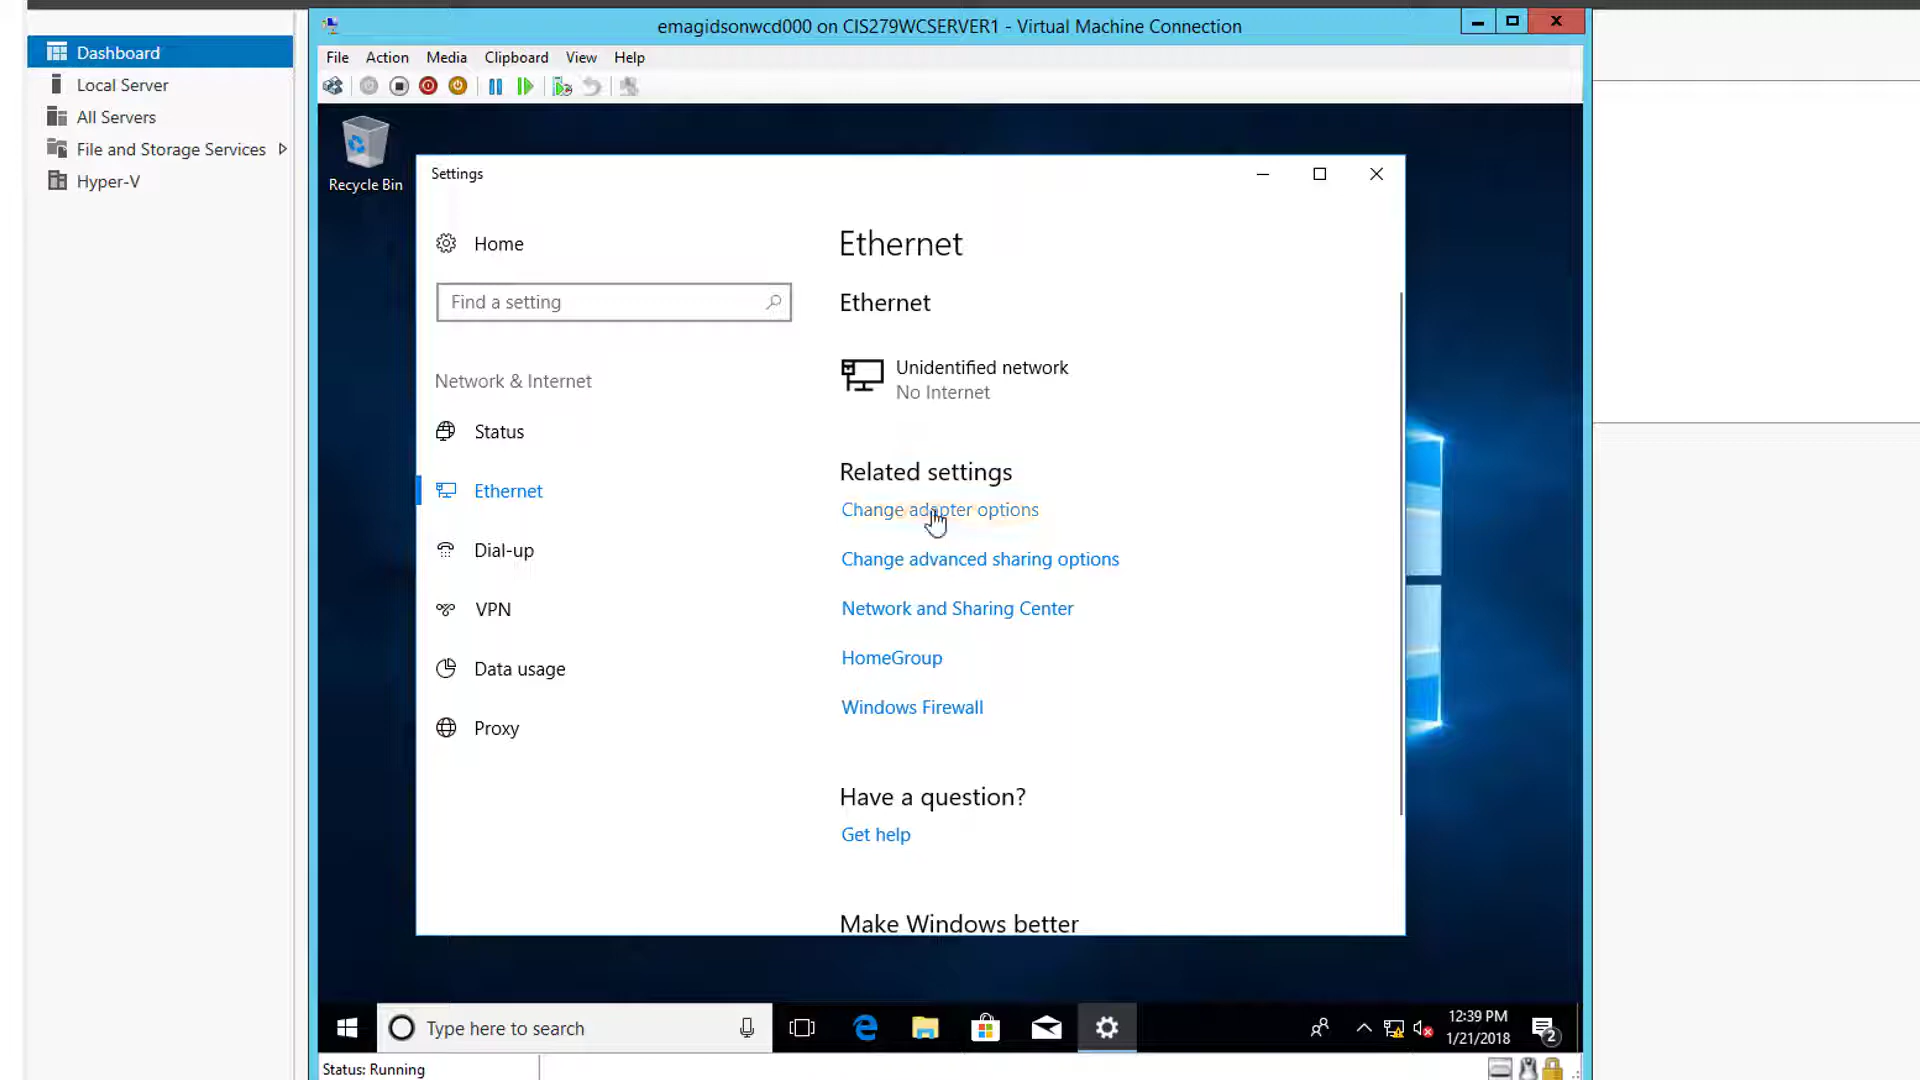 Dashboard
Local Server
All Servers
File and Storage Services
Hyper-V
emagidsonwcd000 on CIS279WCSERVER1 - Virtual Machine Connection
File Action Media Clipboard View Help
Recycle Bin
Settings
Home
Find a setting
Network & Internet
Status
Ethernet
Dial-up
VPN
Data usage
Proxy
Ethernet
Ethernet
Unidentified network
No Internet
Related settings
Change adapter options
Change advanced sharing options
Network and Sharing Center
HomeGroup
Windows Firewall
Have a question?
Get help
Make Windows better
Type here to search
12:39 PM
1/21/2018
2
Status: Running